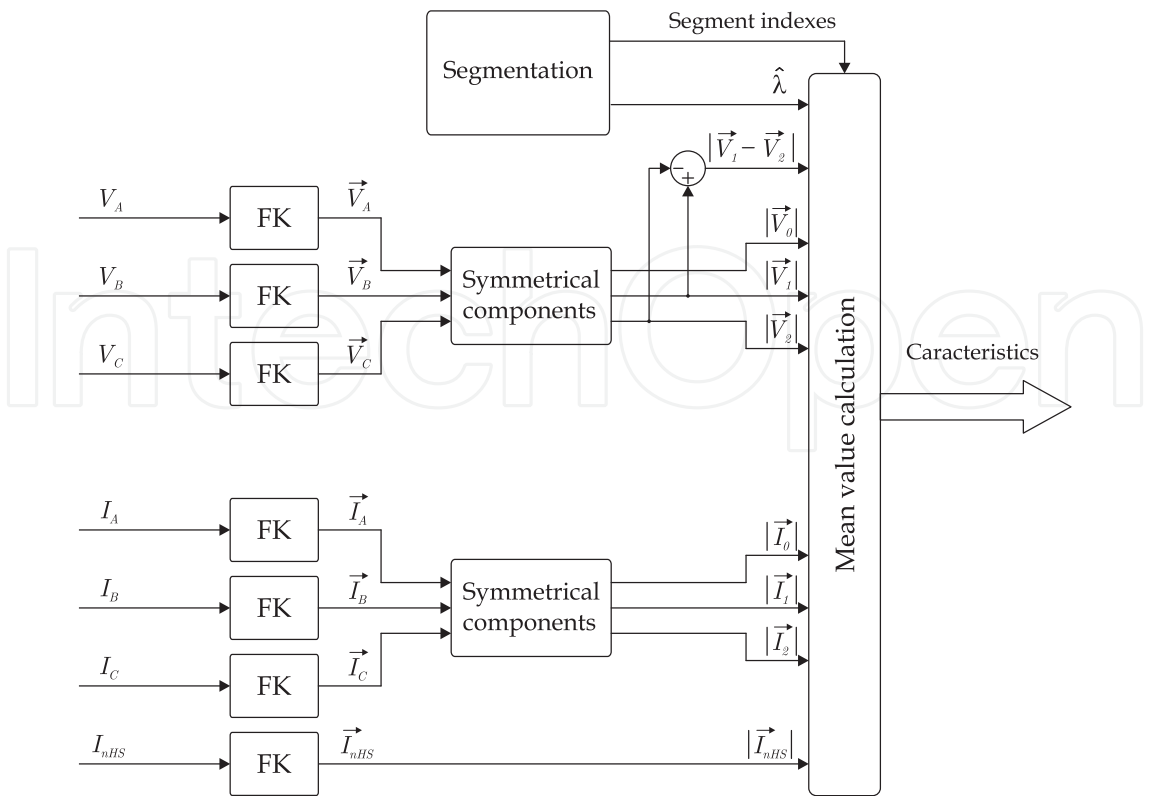 Segment indexes
Segmentation
λ̂
|V⃗₁ − V⃗₂|
−
+
V_A
FK
V⃗_A
|V⃗₀|
V_B
FK
V⃗_B
Symmetrical
components
|V⃗₁|
V_C
FK
V⃗_C
|V⃗₂|
Mean value calculation
Caracteristics
I_A
FK
I⃗_A
|I⃗₀|
I_B
FK
I⃗_B
Symmetrical
components
|I⃗₁|
I_C
FK
I⃗_C
|I⃗₂|
I_nHS
FK
I⃗_nHS
|I⃗_nHS|
IntechOpen